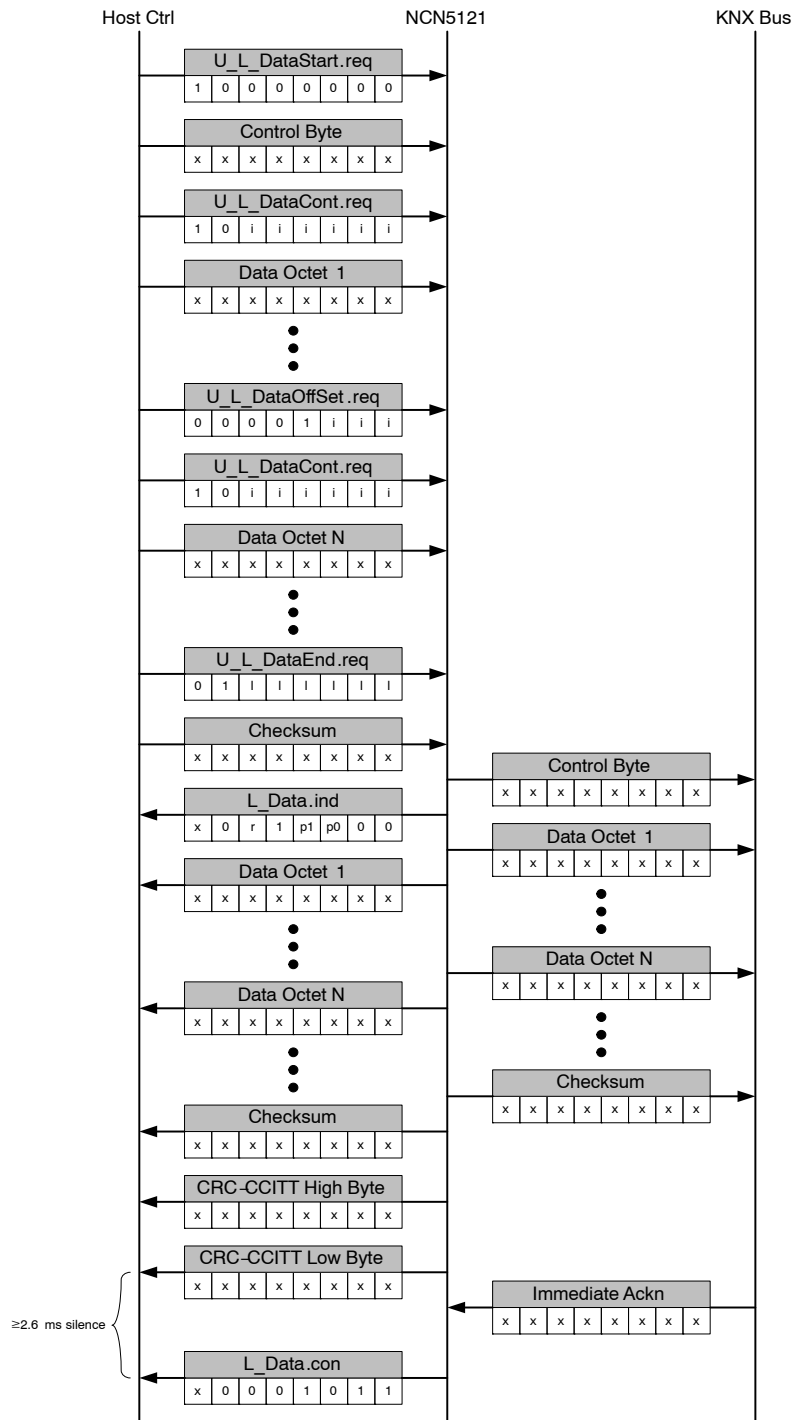 Host Ctrl NCN5121 KNX Bus
U_L_DataStart.req
1 0 0 0 0 0 0 0
Control Byte
x x x x x x x x
U_L_DataCont.req
1 0 i i i i i i
Data Octet 1
x x x x x x x x
U_L_DataOffSet.req
0 0 0 0 1 i i i
U_L_DataCont.req
1 0 i i i i i i
Data Octet N
x x x x x x x x
U_L_DataEnd.req
0 1 l l l l l l
Checksum
x x x x x x x x
Control Byte
x x x x x x x x
L_Data.ind
x 0 r 1 p1 p0 0 0
Data Octet 1
x x x x x x x x
Data Octet 1
x x x x x x x x
Data Octet N
x x x x x x x x
Data Octet N
x x x x x x x x
Checksum
x x x x x x x x
Checksum
x x x x x x x x
CRC-CCITT High Byte
x x x x x x x x
CRC-CCITT Low Byte
x x x x x x x x
Immediate Ackn
x x x x x x x x
≥2.6 ms silence
L_Data.con
x 0 0 0 1 0 1 1